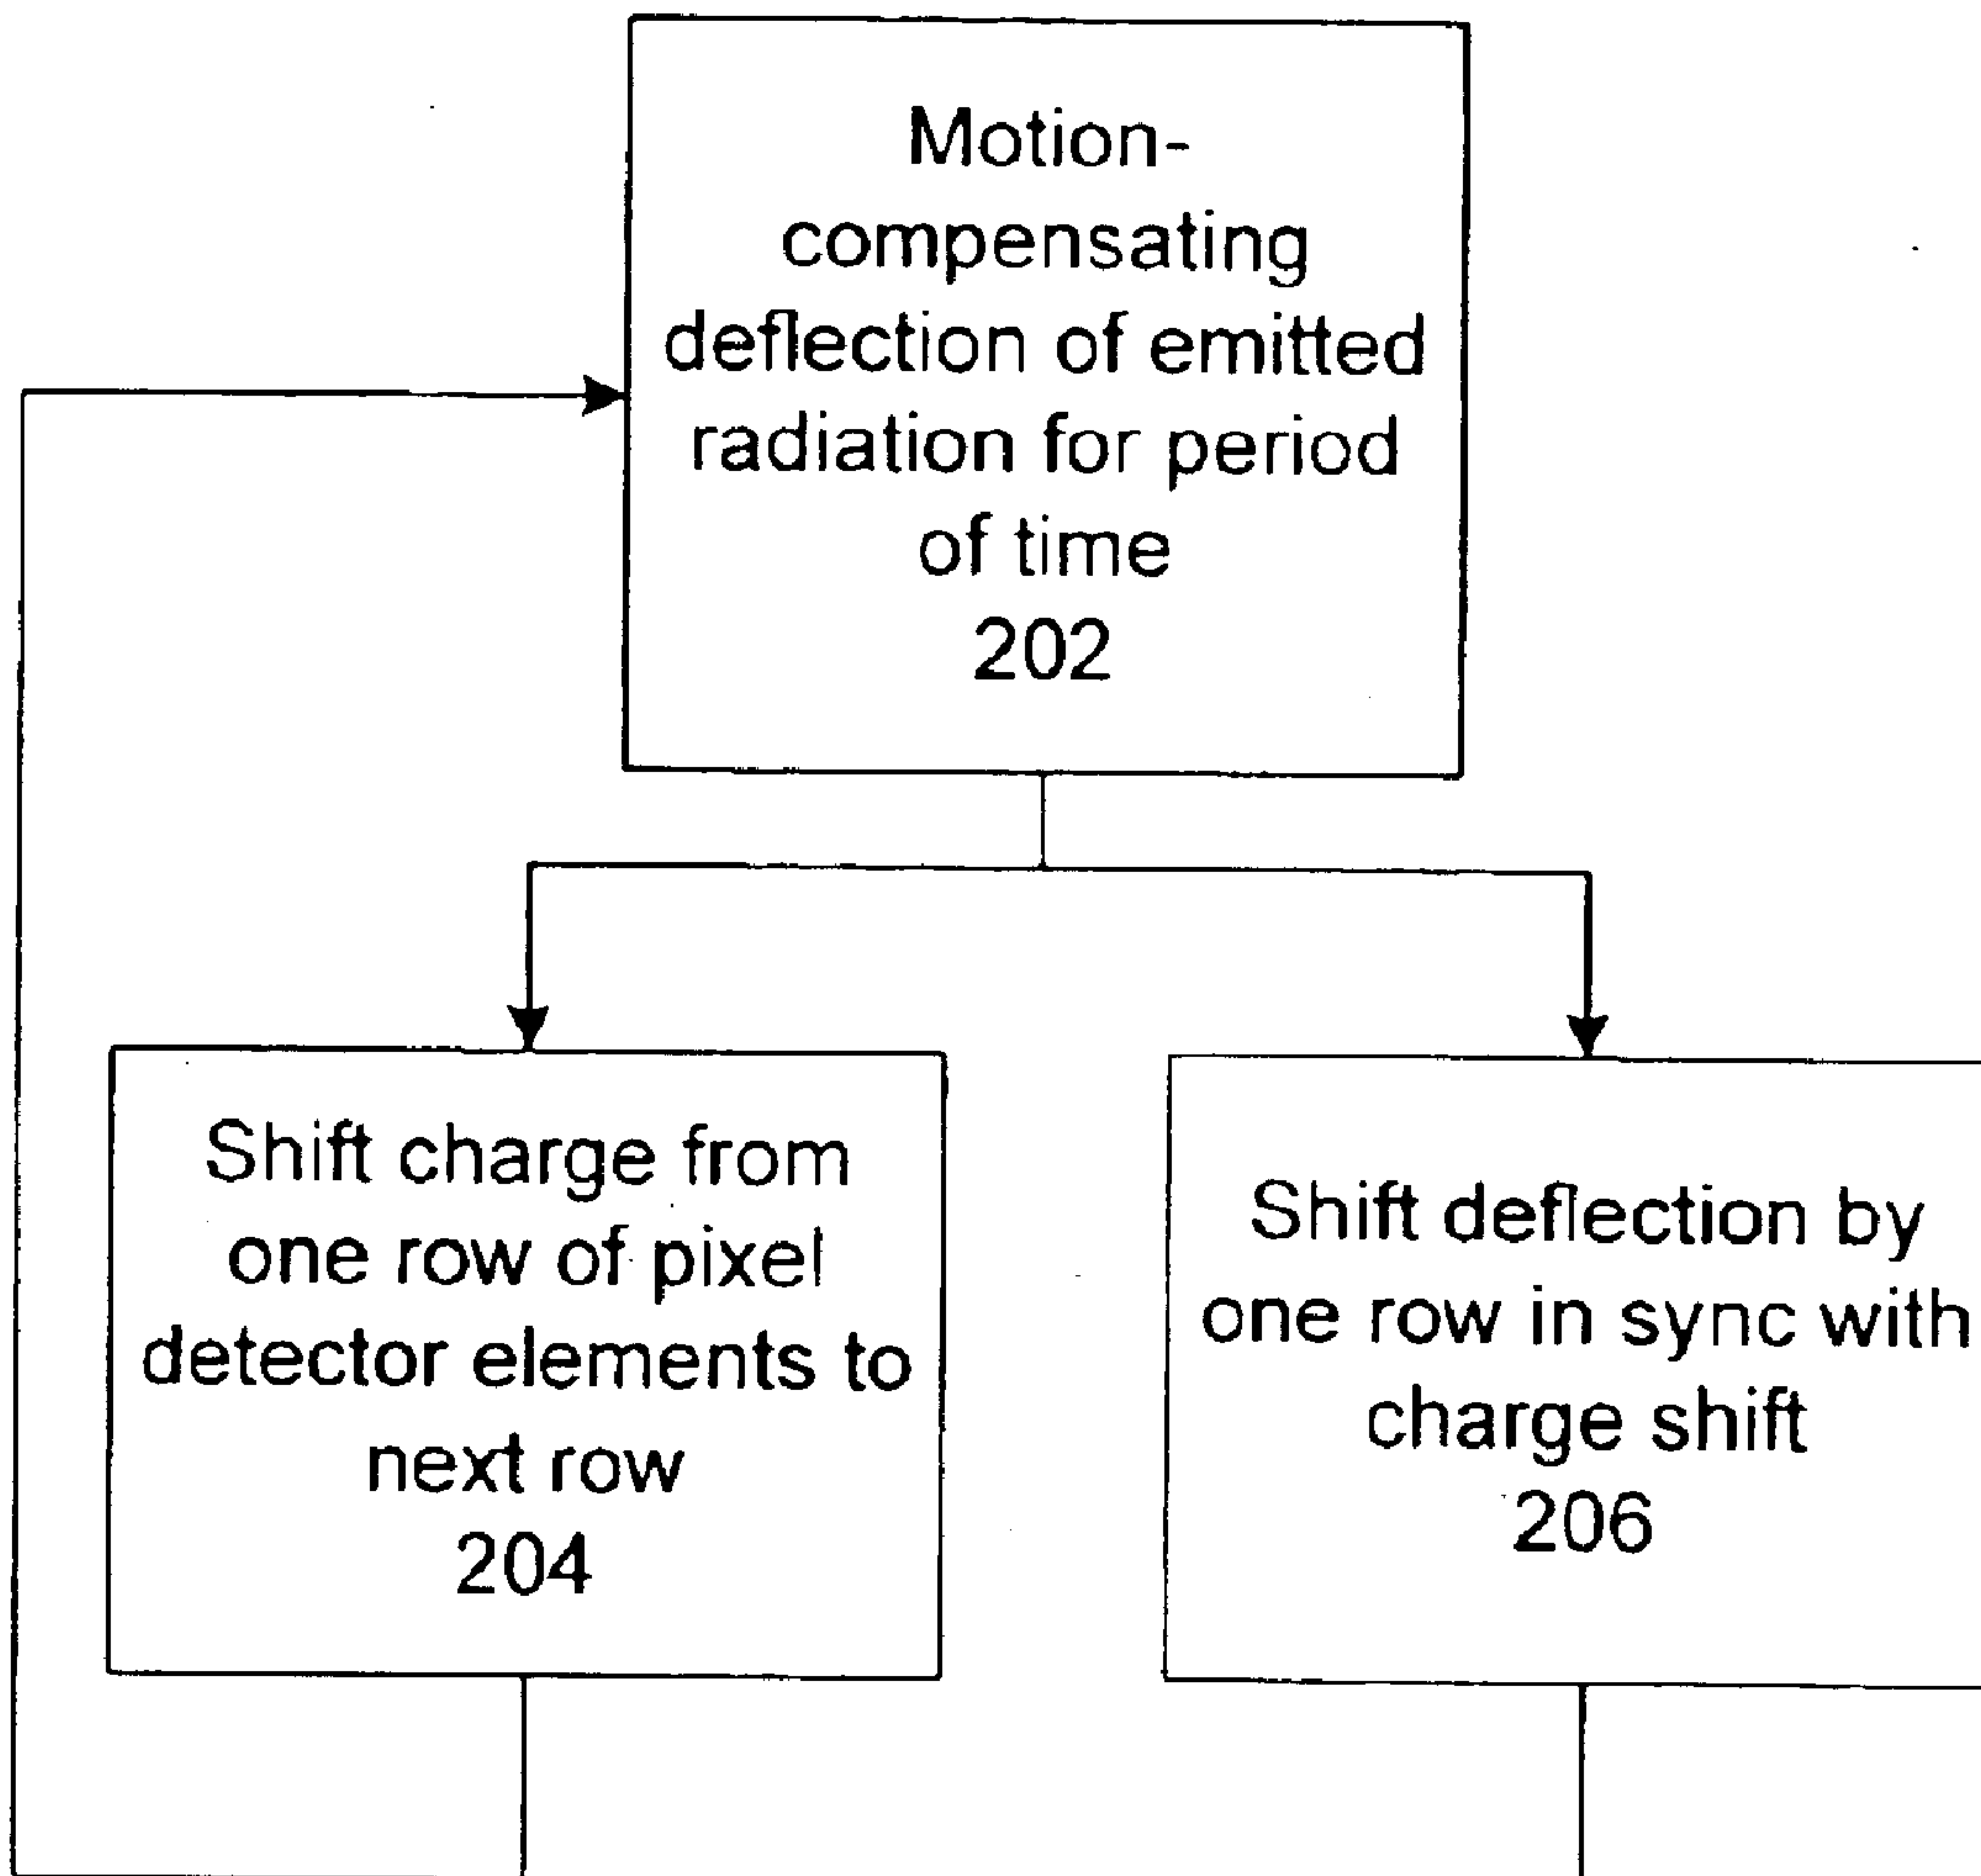 Motion-
compensating
deflection of emitted
radiation for period
of time
202
Shift charge from
one row of pixel
detector elements to
next row
204
Shift deflection by
one row in sync with
charge shift
206